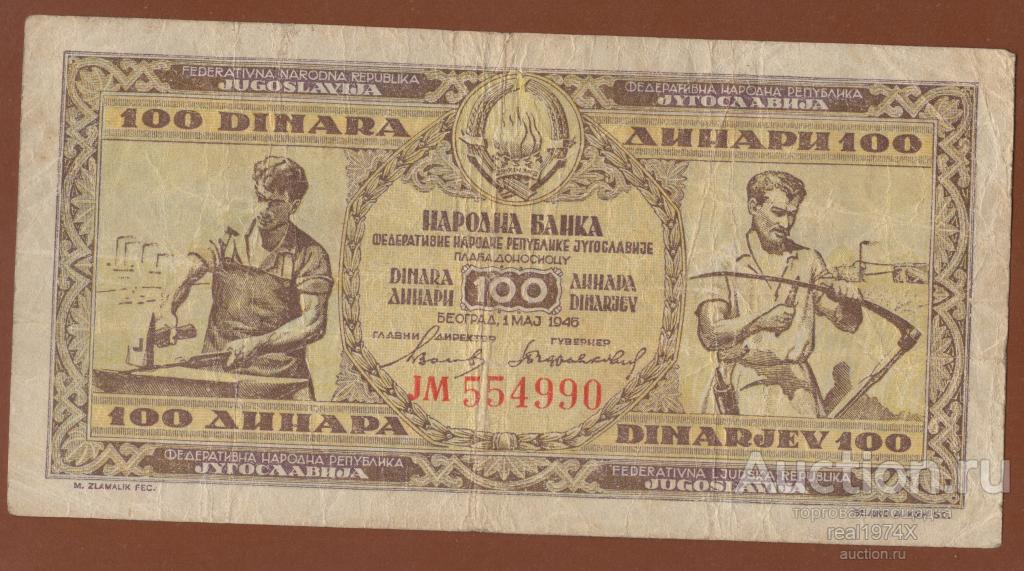 FEDERATIVNA NARODNA REPUBLIKA
JUGOSLAVIJA
ФЕДЕРАТИВНА НАРОДНА РЕПУБЛИКА
ЈУГОСЛАВИЈА
100 DINARA
ДИНАРИ 100
НАРОДНА БАНКА
ФЕДЕРАТИВНЕ НАРОДНЕ РЕПУБЛИКЕ ЈУГОСЛАВИЈЕ
ПЛАЋА ДОНОСИОЦУ
DINARA
ДИНАРИ
100
ДИНАРА
DINARJEV
БЕОГРАД, 1 МАЈ 1946
ГЛАВНИ ДИРЕКТОР
ГУВЕРНЕР
JM 554990
100 ДИНАРА
DINARJEV 100
ФЕДЕРАТИВНА НАРОДНА РЕПУБЛИКА
ЈУГОСЛАВИЈА
FEDERATIVNA LJUDSKA REPUBLIKA
JUGOSLAVIJA
M. ZLAMALIK FEC.
Auction.ru
торговая площадка
real1974X
auction.ru